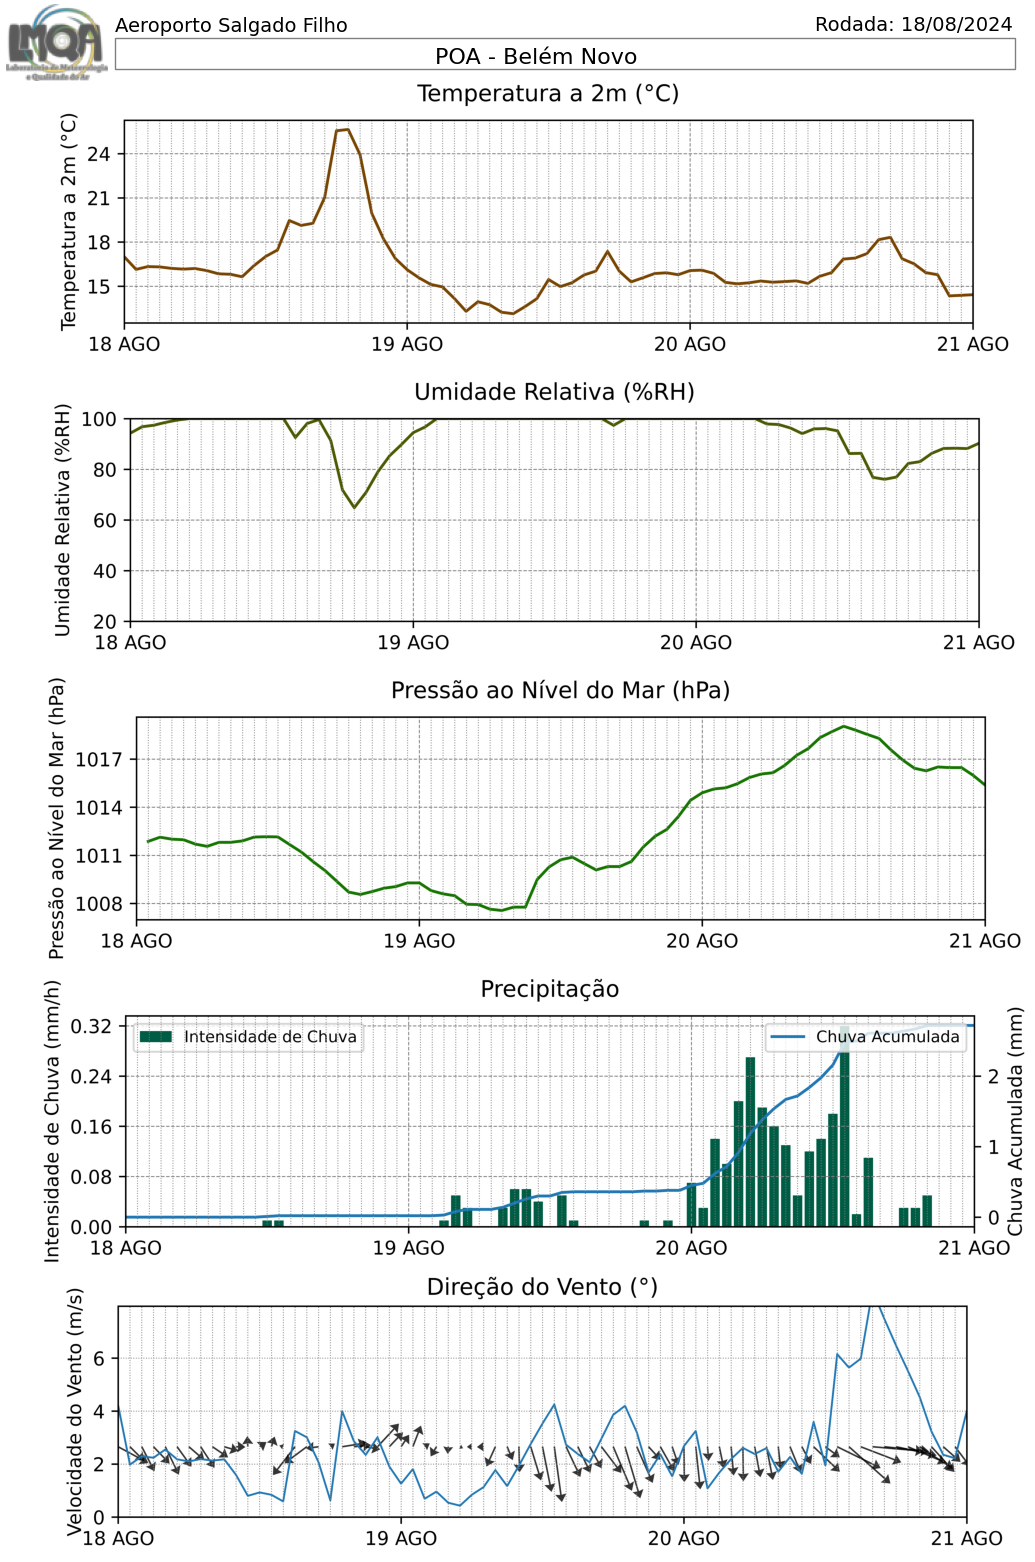 LMQA
Laboratório de Meteorologia
e Qualidade do Ar
Aeroporto Salgado Filho
Rodada: 18/08/2024
POA - Belém Novo
Temperatura a 2m (°C)
Temperatura a 2m (°C)
24
21
18
15
18 AGO 19 AGO 20 AGO 21 AGO
Umidade Relativa (%RH)
Umidade Relativa (%RH)
100
80
60
40
20
18 AGO 19 AGO 20 AGO 21 AGO
Pressão ao Nível do Mar (hPa)
Pressão ao Nível do Mar (hPa)
1017
1014
1011
1008
18 AGO 19 AGO 20 AGO 21 AGO
Precipitação
Intensidade de Chuva (mm/h)
0.32
0.24
0.16
0.08
0.00
Intensidade de Chuva
Chuva Acumulada
2
1
0
Chuva Acumulada (mm)
18 AGO 19 AGO 20 AGO 21 AGO
Direção do Vento (°)
Velocidade do Vento (m/s)
6
4
2
0
18 AGO 19 AGO 20 AGO 21 AGO